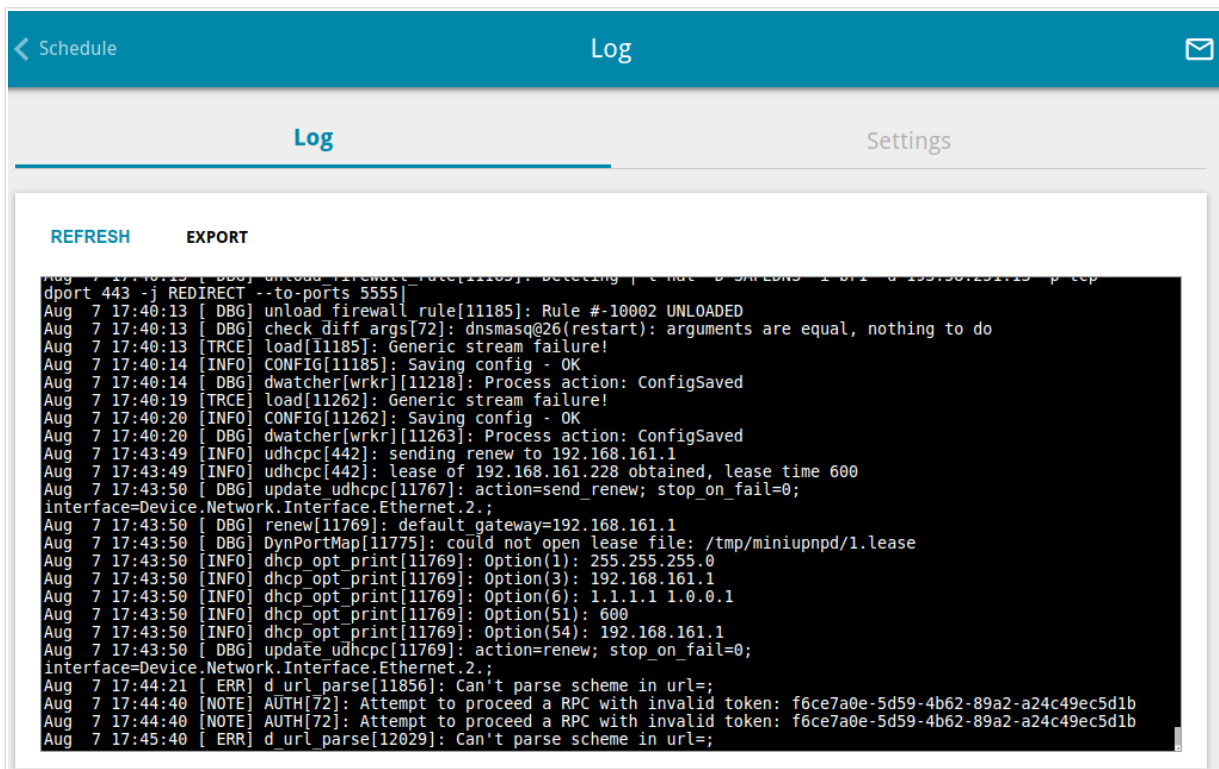 Schedule
Log
Log
Settings
REFRESH
EXPORT
Aug  7 17:40:13 [ DBG] unload_firewall_rule[11185]: Deleting
dport 443 -j REDIRECT --to-ports 5555|
Aug  7 17:40:13 [ DBG] unload_firewall_rule[11185]: Rule #-10002 UNLOADED
Aug  7 17:40:13 [ DBG] check_diff_args[72]: dnsmasq@26(restart): arguments are equal, nothing to do
Aug  7 17:40:13 [TRCE] load[11185]: Generic stream failure!
Aug  7 17:40:14 [INFO] CONFIG[11185]: Saving config - OK
Aug  7 17:40:14 [ DBG] dwatcher[wrkr][11218]: Process action: ConfigSaved
Aug  7 17:40:19 [TRCE] load[11262]: Generic stream failure!
Aug  7 17:40:20 [INFO] CONFIG[11262]: Saving config - OK
Aug  7 17:40:20 [ DBG] dwatcher[wrkr][11263]: Process action: ConfigSaved
Aug  7 17:43:49 [INFO] udhcpc[442]: sending renew to 192.168.161.1
Aug  7 17:43:49 [INFO] udhcpc[442]: lease of 192.168.161.228 obtained, lease time 600
Aug  7 17:43:50 [ DBG] update_udhcpc[11767]: action=send_renew; stop_on_fail=0;
interface=Device.Network.Interface.Ethernet.2.;
Aug  7 17:43:50 [ DBG] renew[11769]: default_gateway=192.168.161.1
Aug  7 17:43:50 [ DBG] DynPortMap[11775]: could not open lease file: /tmp/miniupnpd/1.lease
Aug  7 17:43:50 [INFO] dhcp_opt_print[11769]: Option(1): 255.255.255.0
Aug  7 17:43:50 [INFO] dhcp_opt_print[11769]: Option(3): 192.168.161.1
Aug  7 17:43:50 [INFO] dhcp_opt_print[11769]: Option(6): 1.1.1.1 1.0.0.1
Aug  7 17:43:50 [INFO] dhcp_opt_print[11769]: Option(51): 600
Aug  7 17:43:50 [INFO] dhcp_opt_print[11769]: Option(54): 192.168.161.1
Aug  7 17:43:50 [ DBG] update_udhcpc[11769]: action=renew; stop_on_fail=0;
interface=Device.Network.Interface.Ethernet.2.;
Aug  7 17:44:21 [ ERR] d_url_parse[11856]: Can't parse scheme in url=;
Aug  7 17:44:40 [NOTE] AUTH[72]: Attempt to proceed a RPC with invalid token: f6ce7a0e-5d59-4b62-89a2-a24c49ec5d1b
Aug  7 17:44:40 [NOTE] AUTH[72]: Attempt to proceed a RPC with invalid token: f6ce7a0e-5d59-4b62-89a2-a24c49ec5d1b
Aug  7 17:45:40 [ ERR] d_url_parse[12029]: Can't parse scheme in url=;